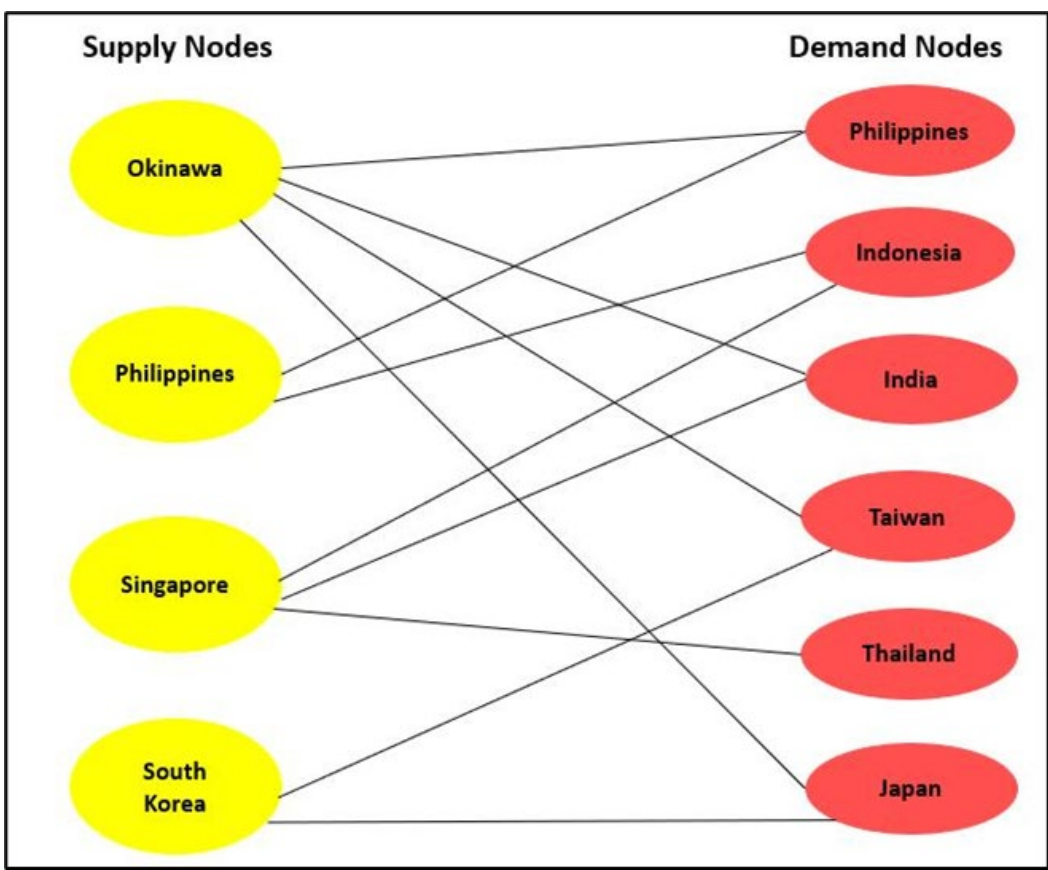 Supply Nodes
Demand Nodes
Okinawa
Philippines
Singapore
South
Korea
Philippines
Indonesia
India
Taiwan
Thailand
Japan